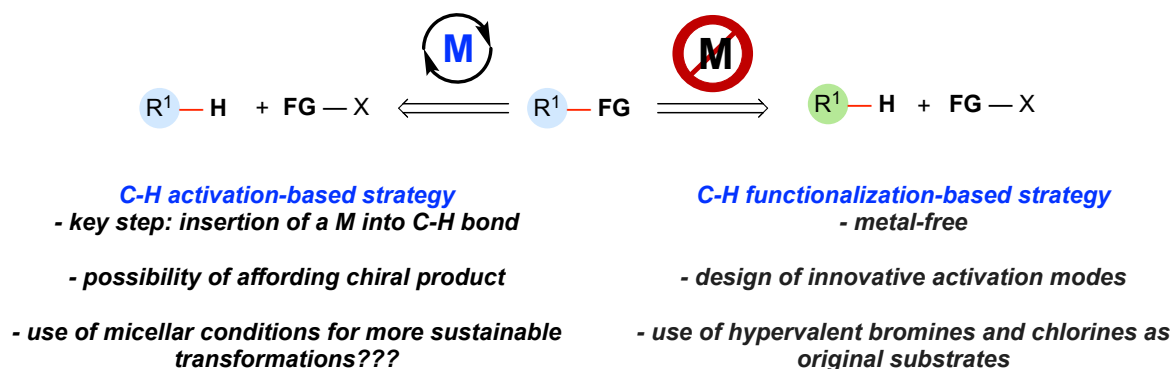 M M
R1 — H + FG — X R1 — FG R1 — H + FG — X
C-H activation-based strategy
- key step: insertion of a M into C-H bond
- possibility of affording chiral product
- use of micellar conditions for more sustainable
transformations???
C-H functionalization-based strategy
- metal-free
- design of innovative activation modes
- use of hypervalent bromines and chlorines as
original substrates